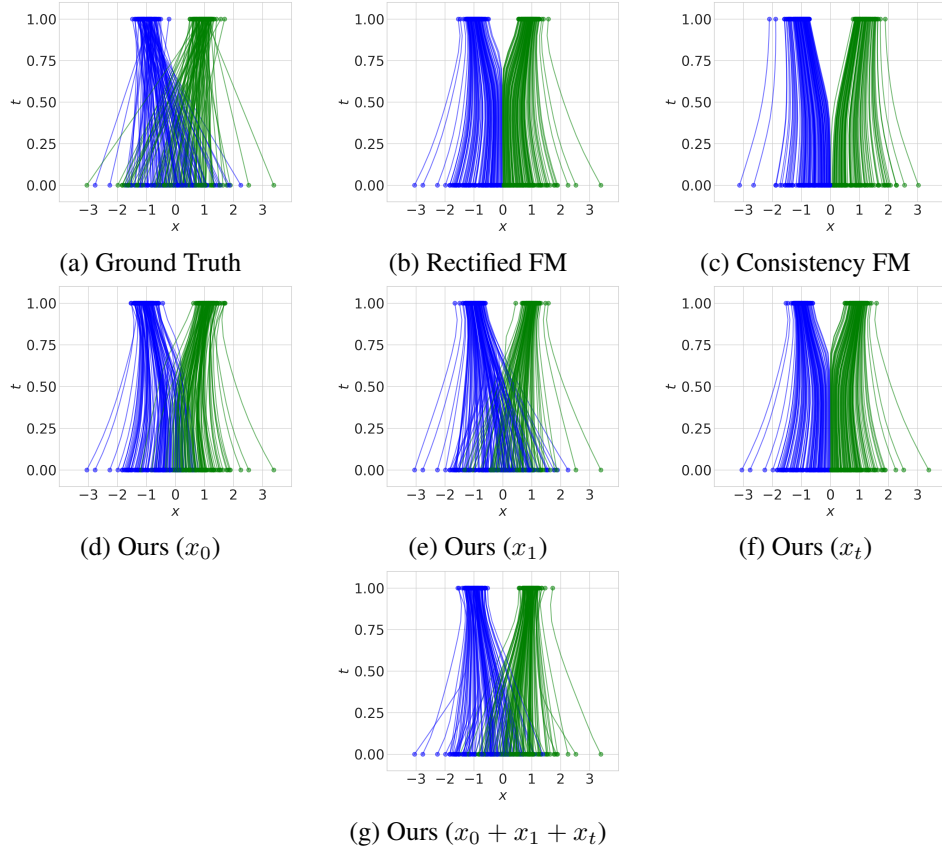 1.00 1.00 1.00
0.75 0.75 0.75
t 0.50 t 0.50 t 0.50
0.25 0.25 0.25
0.00 0.00 0.00
−3 −2 −1 0 1 2 3 −3 −2 −1 0 1 2 3 −3 −2 −1 0 1 2 3
x x x
(a) Ground Truth (b) Rectified FM (c) Consistency FM
1.00 1.00 1.00
0.75 0.75 0.75
t 0.50 t 0.50 t 0.50
0.25 0.25 0.25
0.00 0.00 0.00
−3 −2 −1 0 1 2 3 −3 −2 −1 0 1 2 3 −3 −2 −1 0 1 2 3
x x x
(d) Ours (x₀) (e) Ours (x₁) (f) Ours (xₜ)
1.00
0.75
t 0.50
0.25
0.00
−3 −2 −1 0 1 2 3
x
(g) Ours (x₀ + x₁ + xₜ)